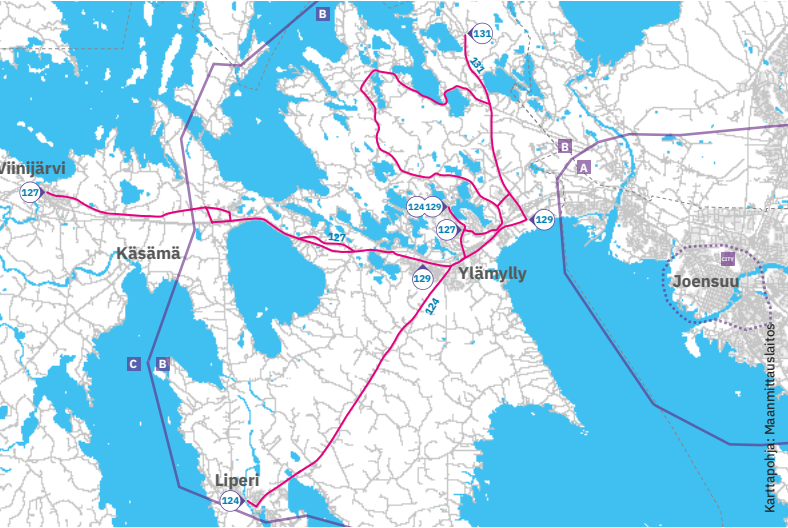 B
131
131
B
A
Viinijärvi
127
124 129
127
129
127
Käsämä
129
Ylämylly
CITY
Joensuu
124
C B
Liperi
124
Karttapohja: Maanmittauslaitos